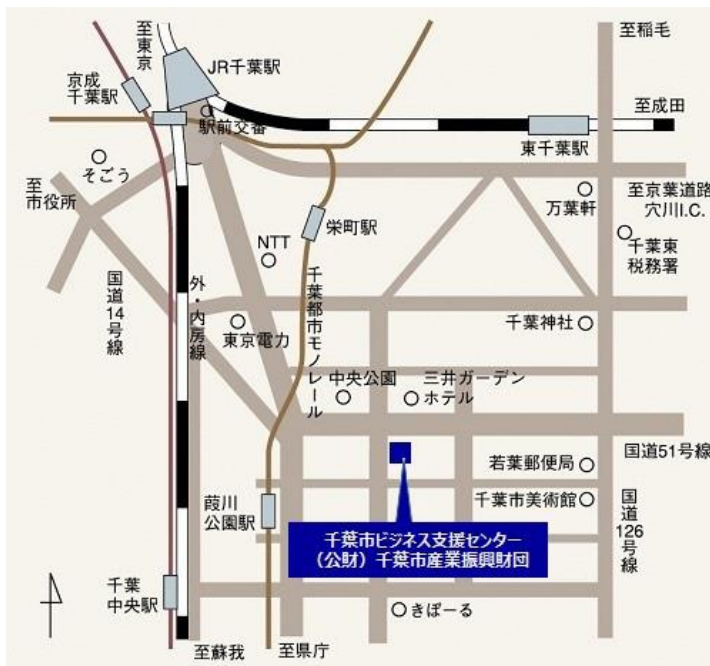 至東京
JR千葉駅
至稲毛
京成
千葉駅
至成田
駅前交番
東千葉駅
そごう
至
市役所
万葉軒
至京葉道路
穴川I.C.
栄町駅
千葉東
税務署
NTT
国道14号線
外・内房線
千葉都市モノレール
東京電力
千葉神社
中央公園
三井ガーデン
ホテル
国道51号線
若葉郵便局
葭川
公園駅
千葉市美術館
国道126号線
千葉市ビジネス支援センター
（公財）千葉市産業振興財団
千葉
中央駅
きぼーる
至蘇我
至県庁